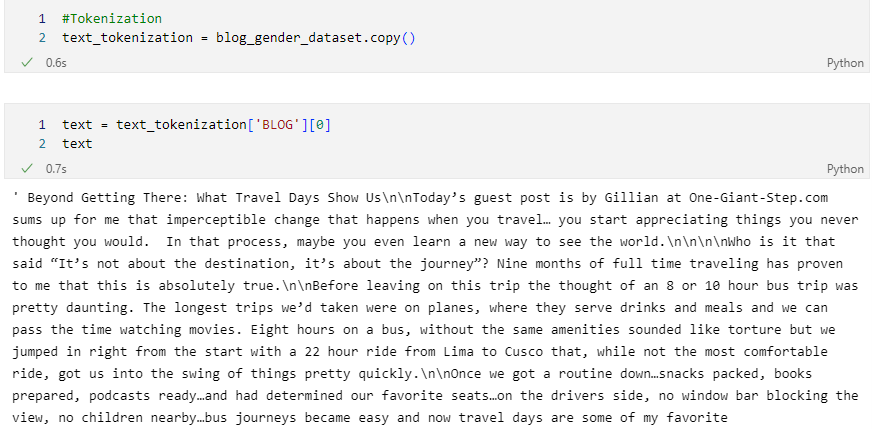 1 #Tokenization
2 text_tokenization = blog_gender_dataset.copy()
✓ 0.6s Python
1 text = text_tokenization['BLOG'][0]
2 text
✓ 0.7s Python
' Beyond Getting There: What Travel Days Show Us\n\nToday’s guest post is by Gillian at One-Giant-Step.com
sums up for me that imperceptible change that happens when you travel… you start appreciating things you never
thought you would.  In that process, maybe you even learn a new way to see the world.\n\n\n\nWho is it that
said “It’s not about the destination, it’s about the journey”? Nine months of full time traveling has proven
to me that this is absolutely true.\n\nBefore leaving on this trip the thought of an 8 or 10 hour bus trip was
pretty daunting. The longest trips we’d taken were on planes, where they serve drinks and meals and we can
pass the time watching movies. Eight hours on a bus, without the same amenities sounded like torture but we
jumped in right from the start with a 22 hour ride from Lima to Cusco that, while not the most comfortable
ride, got us into the swing of things pretty quickly.\n\nOnce we got a routine down…snacks packed, books
prepared, podcasts ready…and had determined our favorite seats…on the drivers side, no window bar blocking the
view, no children nearby…bus journeys became easy and now travel days are some of my favorite